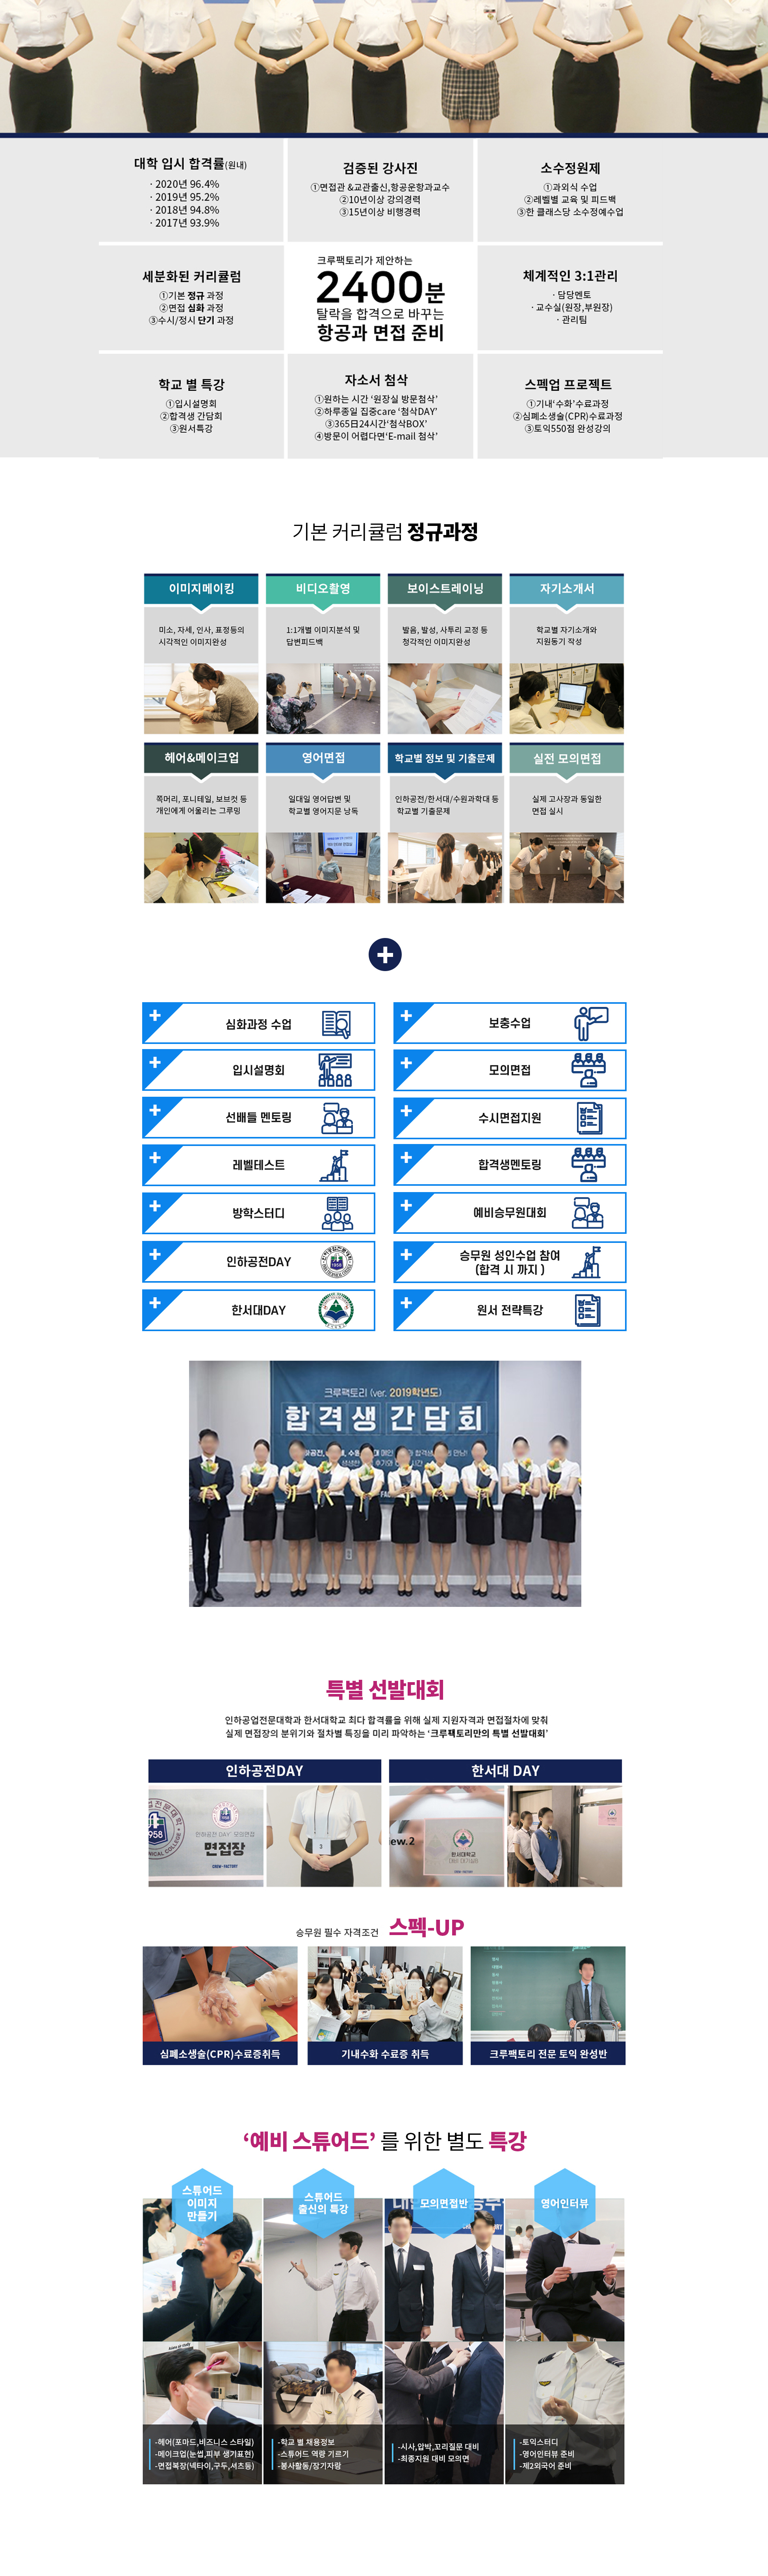 대학 입시 합격률(원내)
· 2020년 96.4%
· 2019년 95.2%
· 2018년 94.8%
· 2017년 93.9%
검증된 강사진
①면접관 &교관출신,항공운항과교수
②10년이상 강의경력
③15년이상 비행경력
소수정원제
①과외식 수업
②레벨별 교육 및 피드백
③한 클래스당 소수정예수업
세분화된 커리큘럼
①기본 정규 과정
②면접 심화 과정
③수시/정시 단기 과정
크루팩토리가 제안하는
2400분
탈락을 합격으로 바꾸는
항공과 면접 준비
체계적인 3:1관리
· 담당멘토
· 교수실(원장,부원장)
· 관리팀
학교 별 특강
①입시설명회
②합격생 간담회
③원서특강
자소서 첨삭
①원하는 시간 ‘원장실 방문첨삭’
②하루종일 집중care ‘첨삭DAY’
③365日24시간‘첨삭BOX’
④방문이 어렵다면‘E-mail 첨삭’
스펙업 프로젝트
①기내‘수화’수료과정
②심폐소생술(CPR)수료과정
③토익550점 완성강의
기본 커리큘럼 정규과정
이미지메이킹
미소, 자세, 인사, 표정등의
시각적인 이미지완성
비디오촬영
1:1개별 이미지분석 및
답변피드백
보이스트레이닝
발음, 발성, 사투리 교정 등
청각적인 이미지완성
자기소개서
학교별 자기소개와
지원동기 작성
헤어&메이크업
쪽머리, 포니테일, 보브컷 등
개인에게 어울리는 그루밍
영어면접
일대일 영어답변 및
학교별 영어지문 낭독
학교별 정보 및 기출문제
인하공전/한서대/수원과학대 등
학교별 기출문제
실전 모의면접
실제 고사장과 동일한
면접 실시
심화과정 수업
보충수업
입시설명회
모의면접
선배들 멘토링
수시면접지원
레벨테스트
합격생멘토링
방학스터디
예비승무원대회
인하공전DAY
1958
승무원 성인수업 참여
(합격 시 까지 )
한서대DAY
원서 전략특강
크루팩토리 (ver. 2019학년도)
합격생간담회
특별 선발대회
인하공업전문대학과 한서대학교 최다 합격률을 위해 실제 지원자격과 면접절차에 맞춰
실제 면접장의 분위기와 절차별 특징을 미리 파악하는 ‘크루팩토리만의 특별 선발대회’
인하공전DAY
한서대 DAY
958
NICAL COLLEGE
인하공전 DAY 모의면접
면접장
CREW-FACTORY
3
ew.2
한서대학교
승무원 필수 자격조건 스펙-UP
심폐소생술(CPR)수료증취득
기내수화 수료증 취득
크루팩토리 전문 토익 완성반
‘예비 스튜어드’ 를 위한 별도 특강
스튜어드
이미지
만들기
스튜어드
출신의 특강
모의면접반
영어인터뷰
-헤어(포마드,비즈니스 스타일)
-메이크업(눈썹,피부 생기표현)
-면접복장(넥타이,구두,셔츠등)
-학교 별 채용정보
-스튜어드 역량 기르기
-봉사활동/장기자랑
-시사,압박,꼬리질문 대비
-최종지원 대비 모의면
-토익스터디
-영어인터뷰 준비
-제2외국어 준비